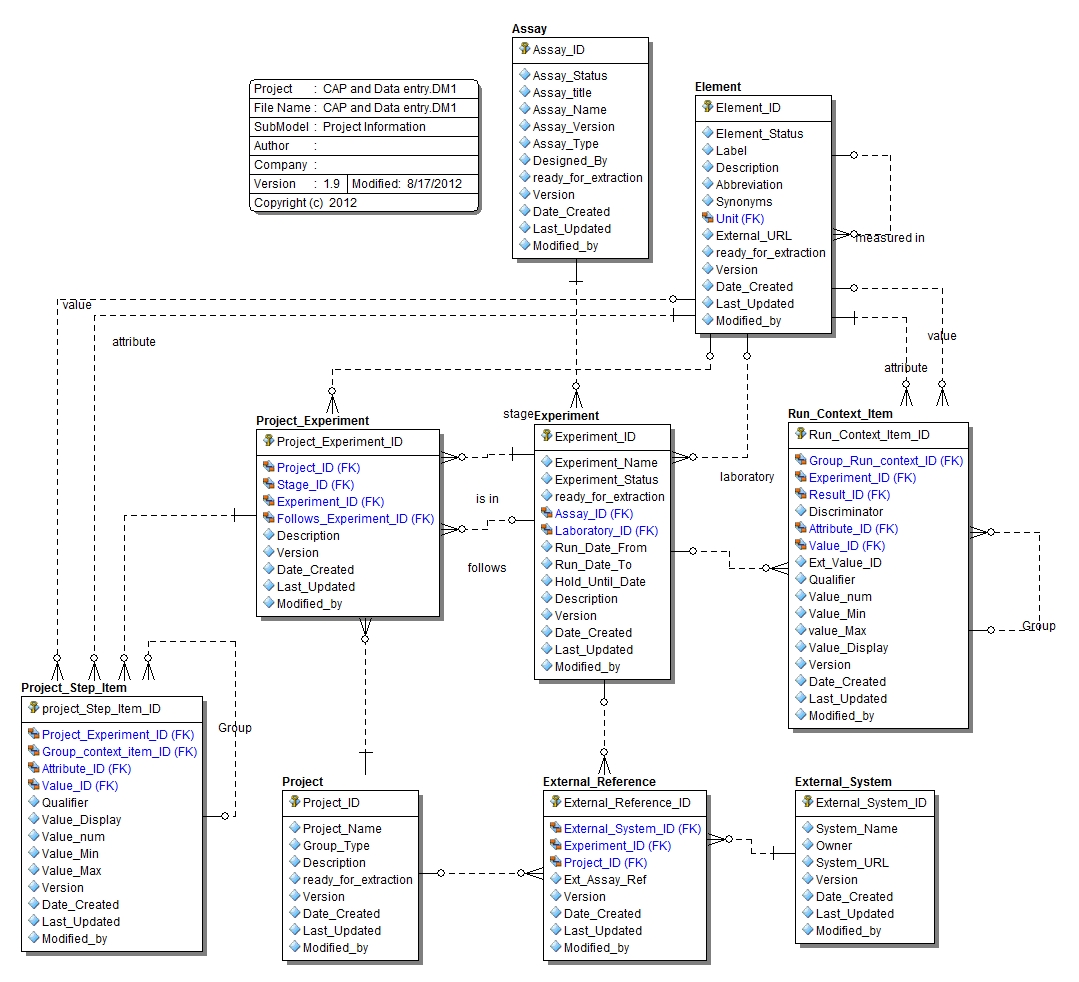 Assay
Assay_ID
Assay_Status
Assay_title
Assay_Name
Assay_Version
Assay_Type
Designed_By
ready_for_extraction
Version
Date_Created
Last_Updated
Modified_by
Project : CAP and Data entry.DM1
File Name : CAP and Data entry.DM1
SubModel : Project Information
Author :
Company :
Version : 1.9 Modified: 8/17/2012
Copyright (c) 2012
Element
Element_ID
Element_Status
Label
Description
Abbreviation
Synonyms
Unit (FK)
External_URL
ready_for_extraction
Version
Date_Created
Last_Updated
Modified_by
measured in
value
attribute
value
attribute
stage
laboratory
is in
follows
Project_Experiment
Project_Experiment_ID
Project_ID (FK)
Stage_ID (FK)
Experiment_ID (FK)
Follows_Experiment_ID (FK)
Description
Version
Date_Created
Last_Updated
Modified_by
Experiment
Experiment_ID
Experiment_Name
Experiment_Status
ready_for_extraction
Assay_ID (FK)
Laboratory_ID (FK)
Run_Date_From
Run_Date_To
Hold_Until_Date
Description
Version
Date_Created
Last_Updated
Modified_by
Run_Context_Item
Run_Context_Item_ID
Group_Run_context_ID (FK)
Experiment_ID (FK)
Result_ID (FK)
Discriminator
Attribute_ID (FK)
Value_ID (FK)
Ext_Value_ID
Qualifier
Value_num
Value_Min
value_Max
Value_Display
Version
Date_Created
Last_Updated
Modified_by
Group
Project_Step_Item
project_Step_Item_ID
Project_Experiment_ID (FK)
Group_context_item_ID (FK)
Attribute_ID (FK)
Value_ID (FK)
Qualifier
Value_Display
Value_num
Value_Min
Value_Max
Version
Date_Created
Last_Updated
Modified_by
Group
Project
Project_ID
Project_Name
Group_Type
Description
ready_for_extraction
Version
Date_Created
Last_Updated
Modified_by
External_Reference
External_Reference_ID
External_System_ID (FK)
Experiment_ID (FK)
Project_ID (FK)
Ext_Assay_Ref
Version
Date_Created
Last_Updated
Modified_by
External_System
External_System_ID
System_Name
Owner
System_URL
Version
Date_Created
Last_Updated
Modified_by